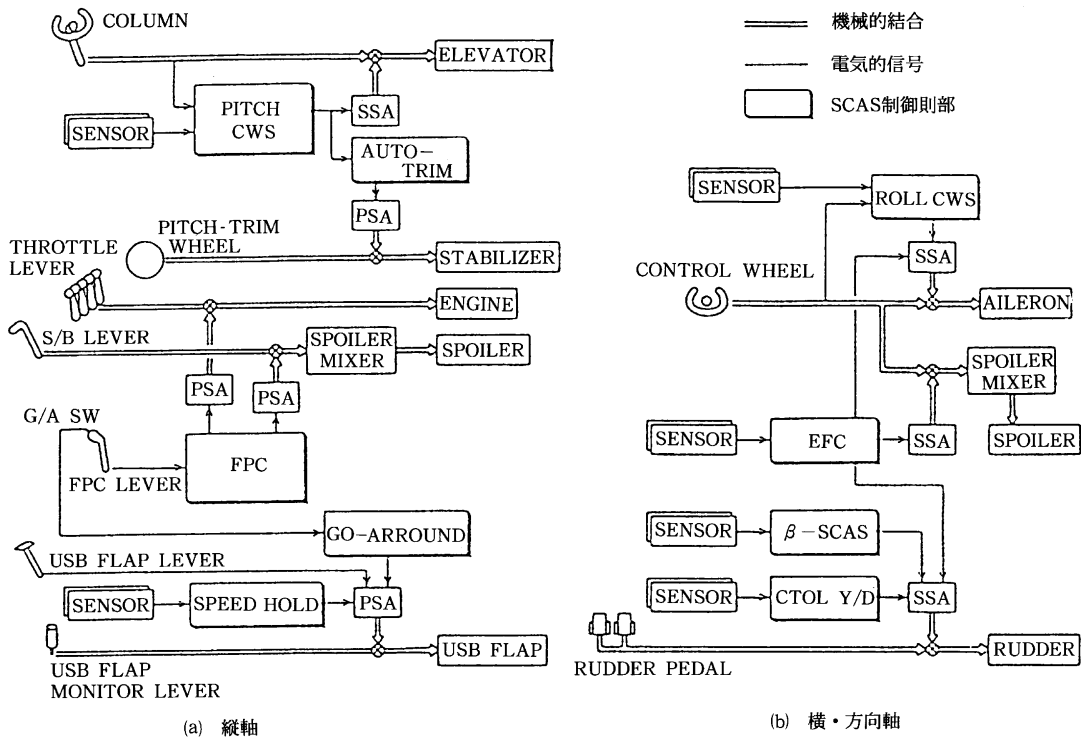 COLUMN
ELEVATOR
PITCH
CWS
SSA
SENSOR
AUTO-
TRIM
PSA
PITCH-TRIM
WHEEL
STABILIZER
THROTTLE
LEVER
ENGINE
S/B LEVER
SPOILER
MIXER
SPOILER
PSA
PSA
G/A SW
FPC
FPC LEVER
GO-ARROUND
USB FLAP LEVER
SENSOR
SPEED HOLD
PSA
USB FLAP
USB FLAP
MONITOR LEVER
(a) 縦軸
機械的結合
電気的信号
SCAS制御則部
SENSOR
ROLL CWS
SSA
CONTROL WHEEL
AILERON
SPOILER
MIXER
SENSOR
EFC
SSA
SPOILER
SENSOR
β-SCAS
SENSOR
CTOL Y/D
SSA
RUDDER
RUDDER PEDAL
(b) 横・方向軸